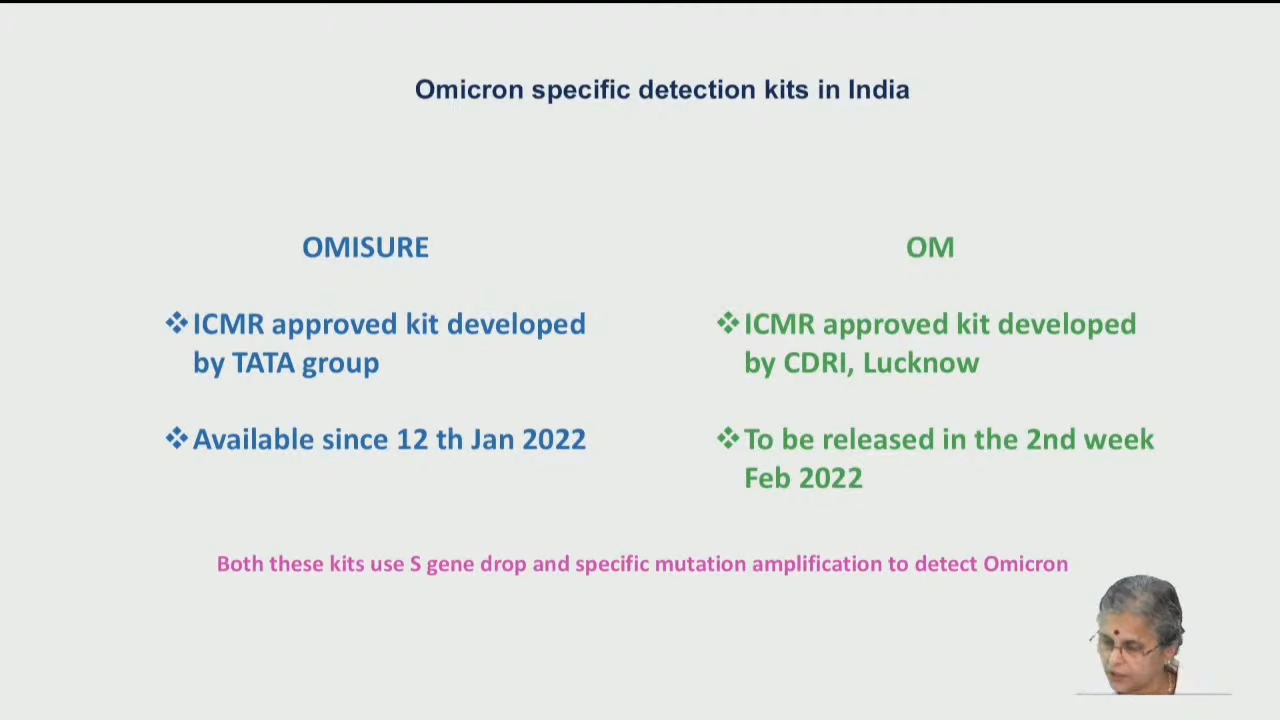 Omicron specific detection kits in India
OMISURE
❖ICMR approved kit developed
by TATA group
❖Available since 12 th Jan 2022
OM
❖ICMR approved kit developed
by CDRI, Lucknow
❖To be released in the 2nd week
Feb 2022
Both these kits use S gene drop and specific mutation amplification to detect Omicron